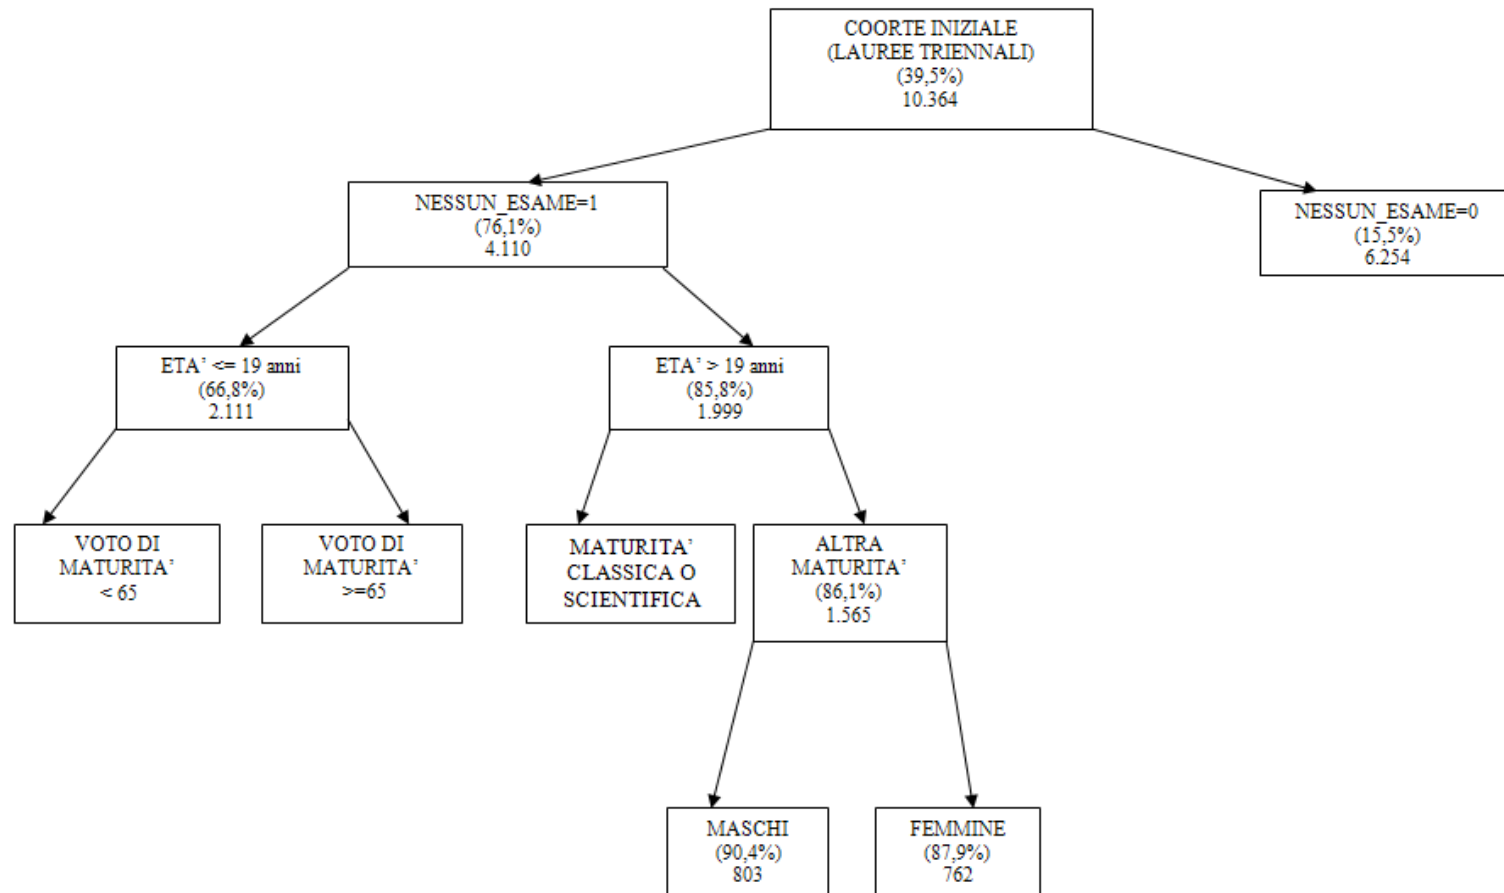 COORTE INIZIALE
(LAUREE TRIENNALI)
(39,5%)
10.364
NESSUN_ESAME=1
(76,1%)
4.110
NESSUN_ESAME=0
(15,5%)
6.254
ETA’ <= 19 anni
(66,8%)
2.111
ETA’ > 19 anni
(85,8%)
1.999
VOTO DI
MATURITA’
< 65
VOTO DI
MATURITA’
>=65
MATURITA’
CLASSICA O
SCIENTIFICA
ALTRA
MATURITA’
(86,1%)
1.565
MASCHI
(90,4%)
803
FEMMINE
(87,9%)
762